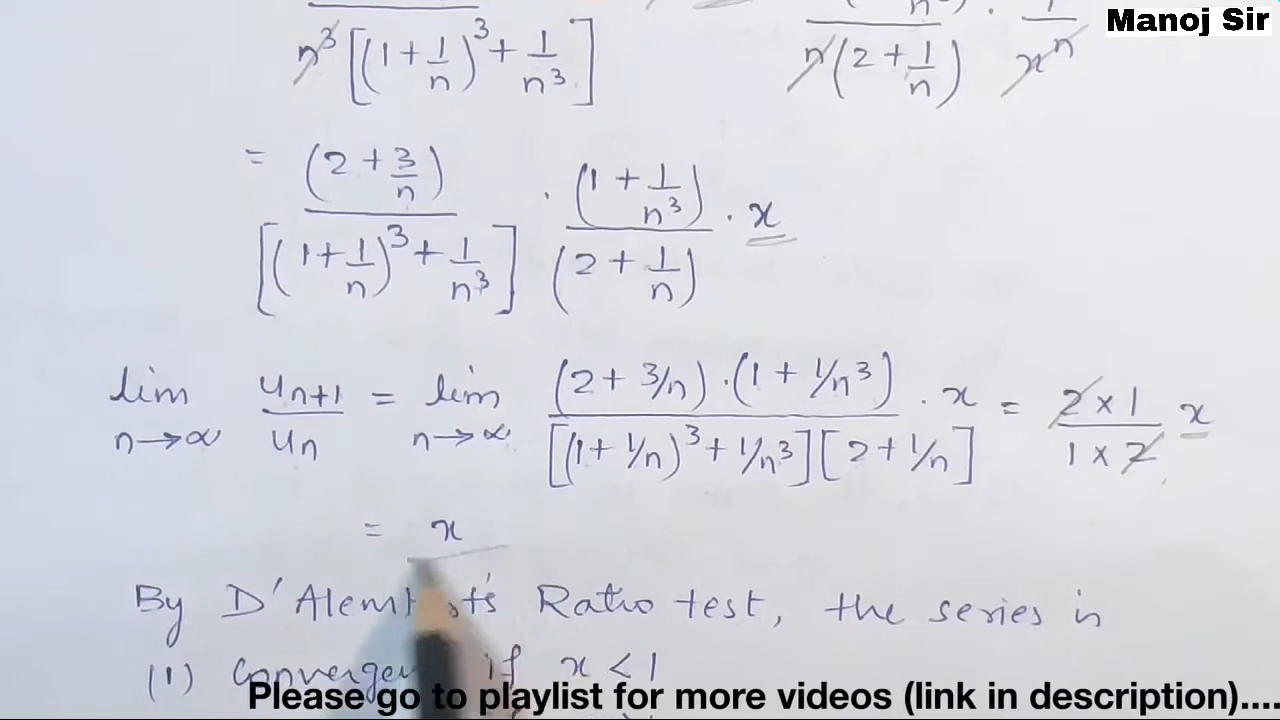 Manoj Sir
n³[(1 + 1/n)³ + 1/n³]   n(2 + 1/n) · xⁿ
= (2 + 3/n) / [(1 + 1/n)³ + 1/n³] · (1 + 1/n³) / (2 + 1/n) · x
lim n→∞ uₙ₊₁/uₙ = lim n→∞ (2 + 3/n)·(1 + 1/n³) / [(1 + 1/n)³ + 1/n³][2 + 1/n] · x = 2 × 1 / 1 × 2 x
= x
By D' Ratio test, the series is
(1) if x < 1
Please go to playlist for more videos (link in description)....